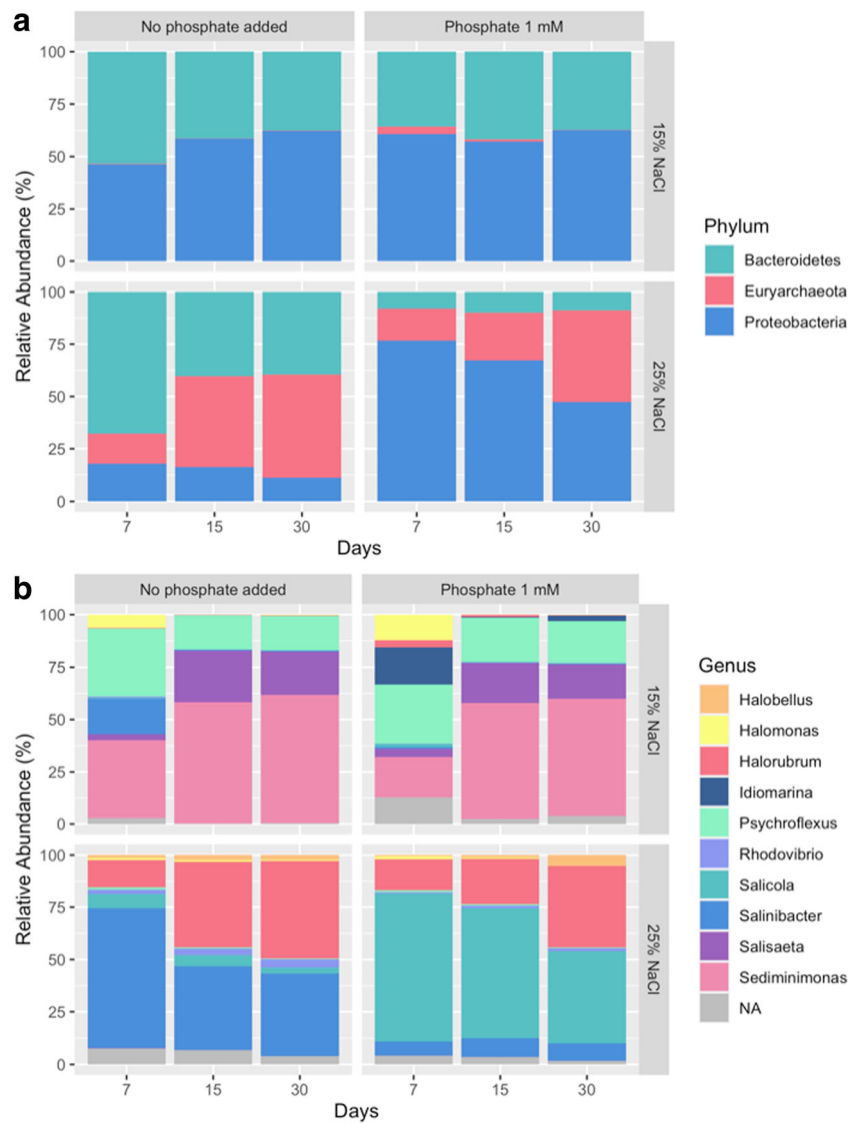 a
No phosphate added
Phosphate 1 mM
100
75
50
25
0
15% NaCl
100
75
50
25
0
25% NaCl
Relative Abundance (%)
7
15
30
7
15
30
Days
Phylum
Bacteroidetes
Euryarchaeota
Proteobacteria
b
No phosphate added
Phosphate 1 mM
100
75
50
25
0
15% NaCl
100
75
50
25
0
25% NaCl
Relative Abundance (%)
7
15
30
7
15
30
Days
Genus
Halobellus
Halomonas
Halorubrum
Idiomarina
Psychroflexus
Rhodovibrio
Salicola
Salinibacter
Salisaeta
Sediminimonas
NA